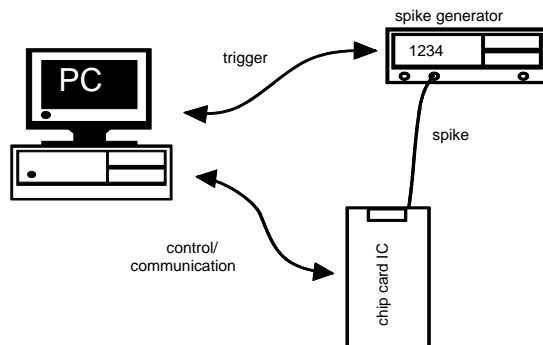 spike generator
PC
1234
trigger
spike
control/
communication
chip card IC